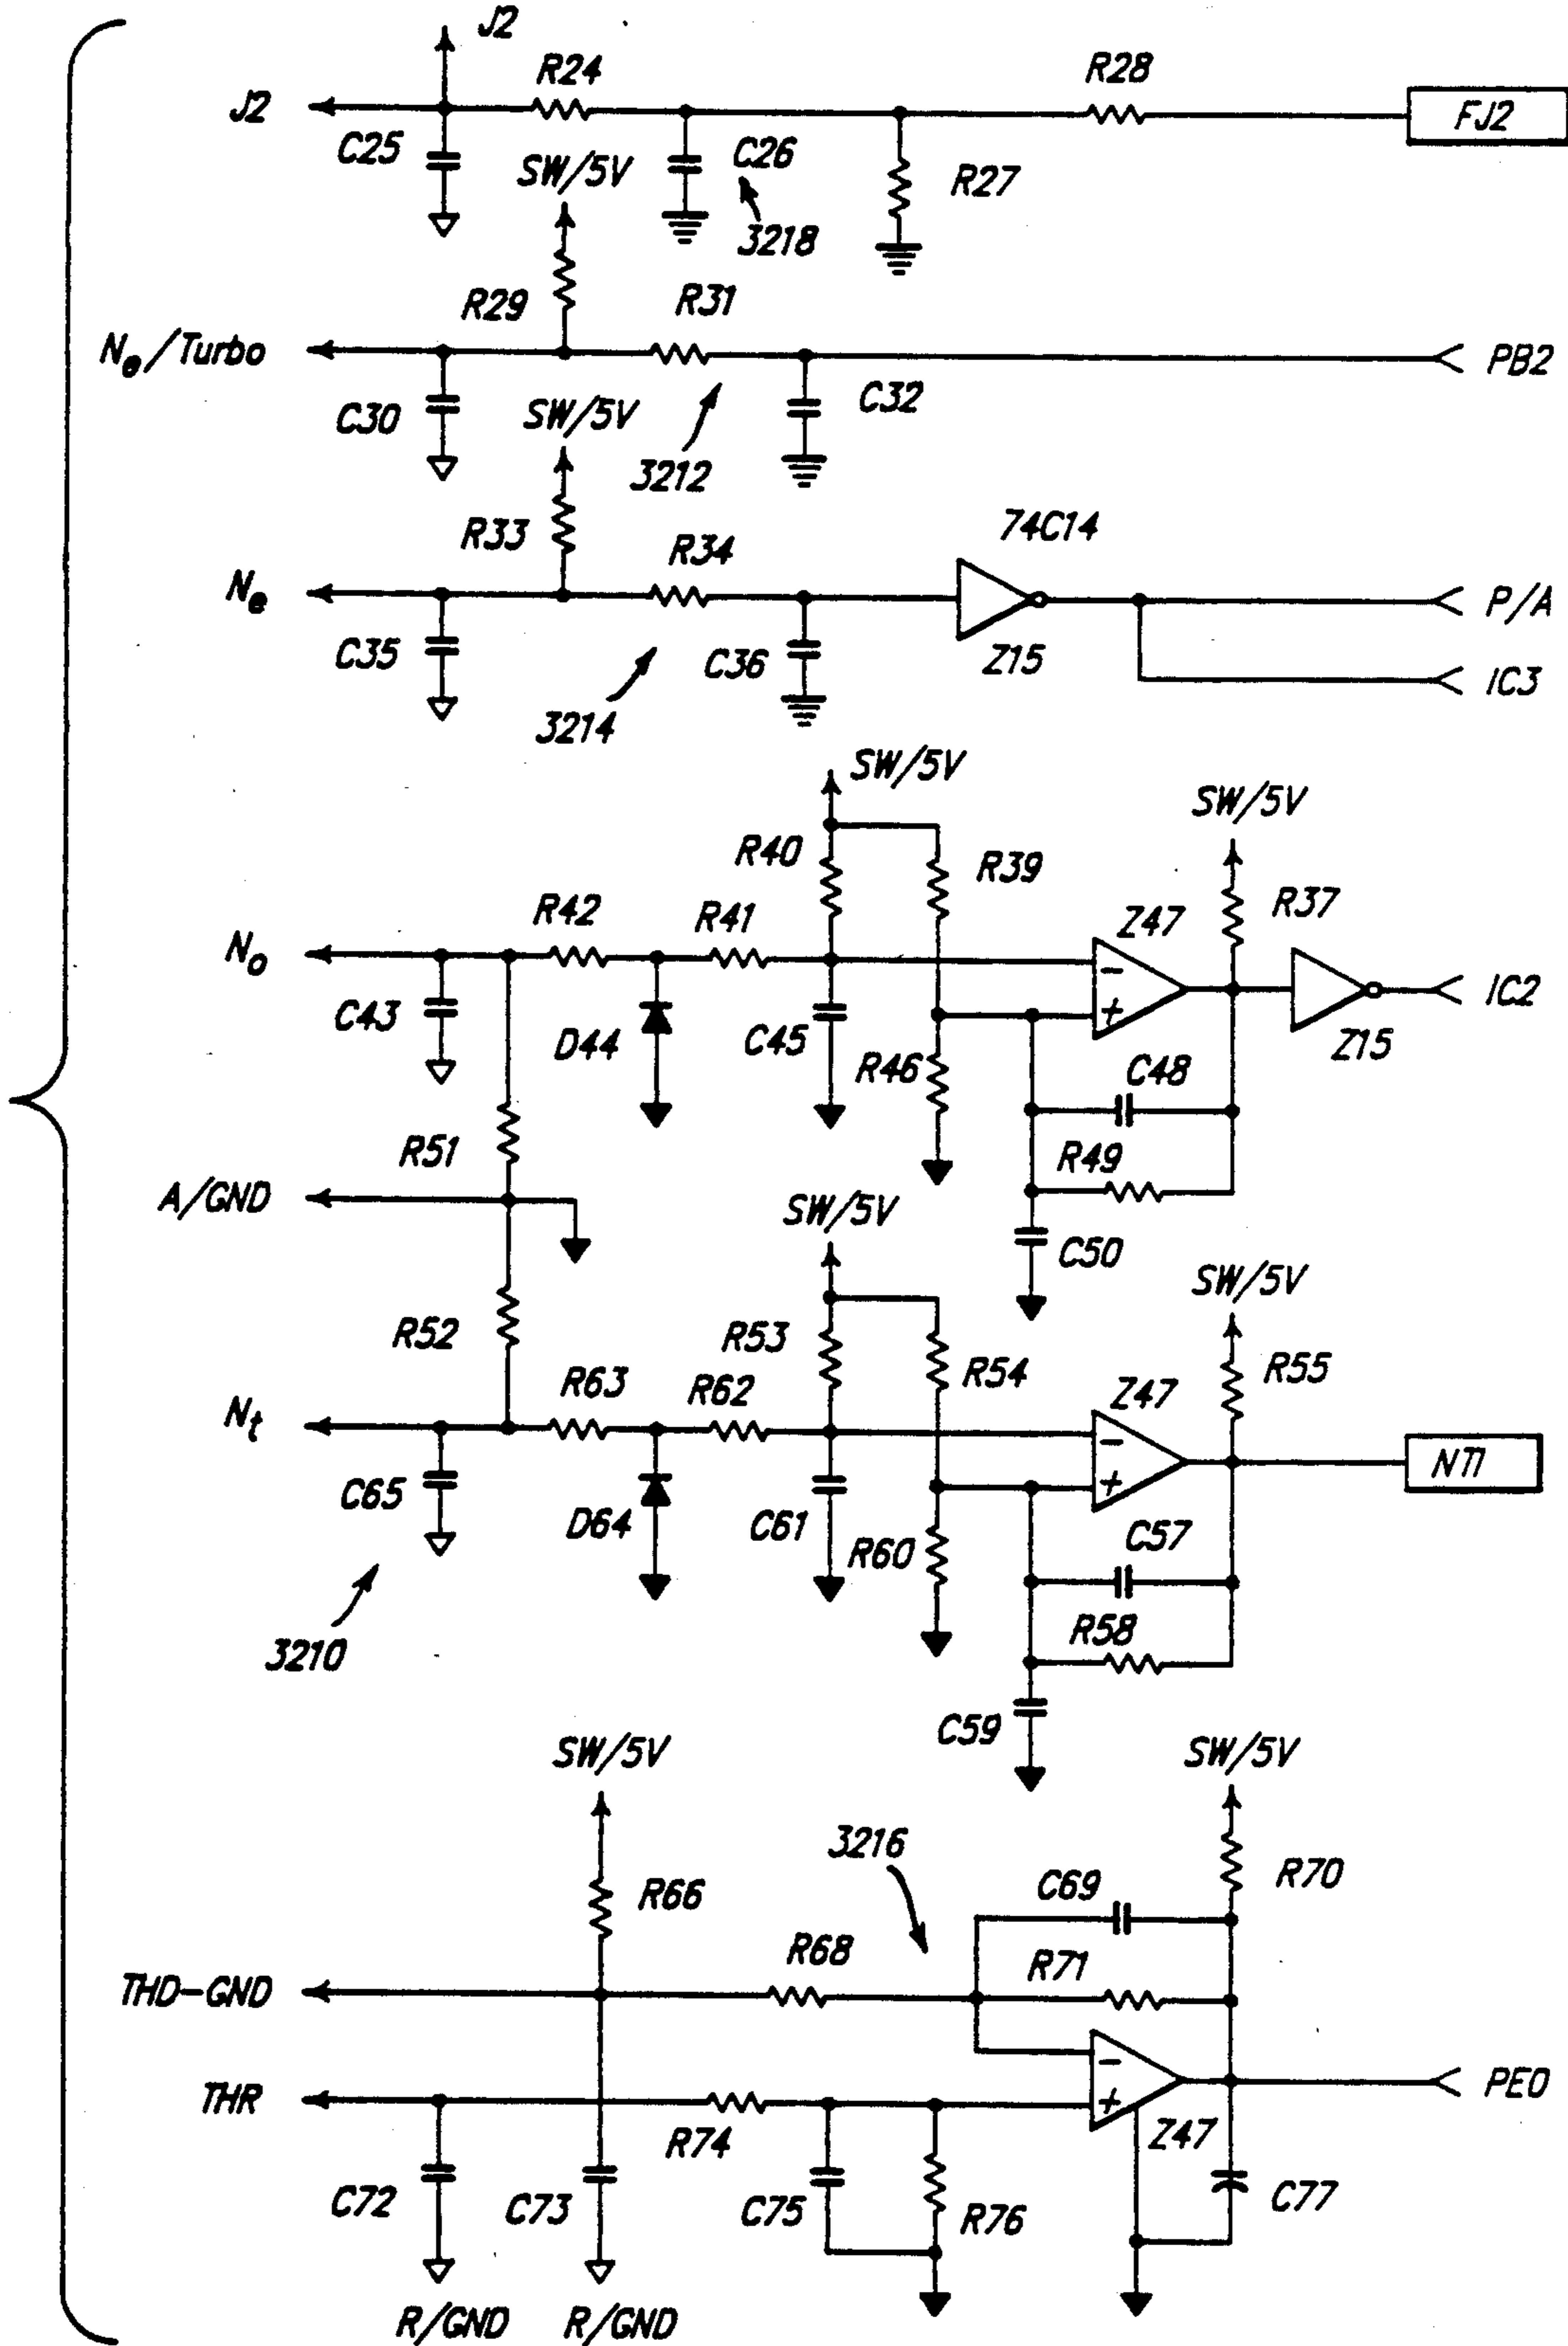 J2
R24
R28
J2
FJ2
C25
C26
SW/5V
R27
3218
R29
R31
Ne/Turbo
PB2
C30
SW/5V
C32
3212
R33
R34
74C14
Ne
P/A
C35
C36
Z15
IC3
3214
SW/5V
SW/5V
R40
R39
R42
R41
Z47
R37
No
-
IC2
C43
D44
C45
+
Z15
R46
C48
R51
R49
A/GND
SW/5V
C50
SW/5V
R52
R53
R54
R55
R63
R62
Z47
Nt
-
C65
+
D64
C61
R60
C57
3210
R58
C59
SW/5V
SW/5V
3216
R66
C69
R70
R68
R71
THD-GND
-
THR
+
PE0
R74
Z47
C72
C73
C75
R76
C77
R/GND
R/GND